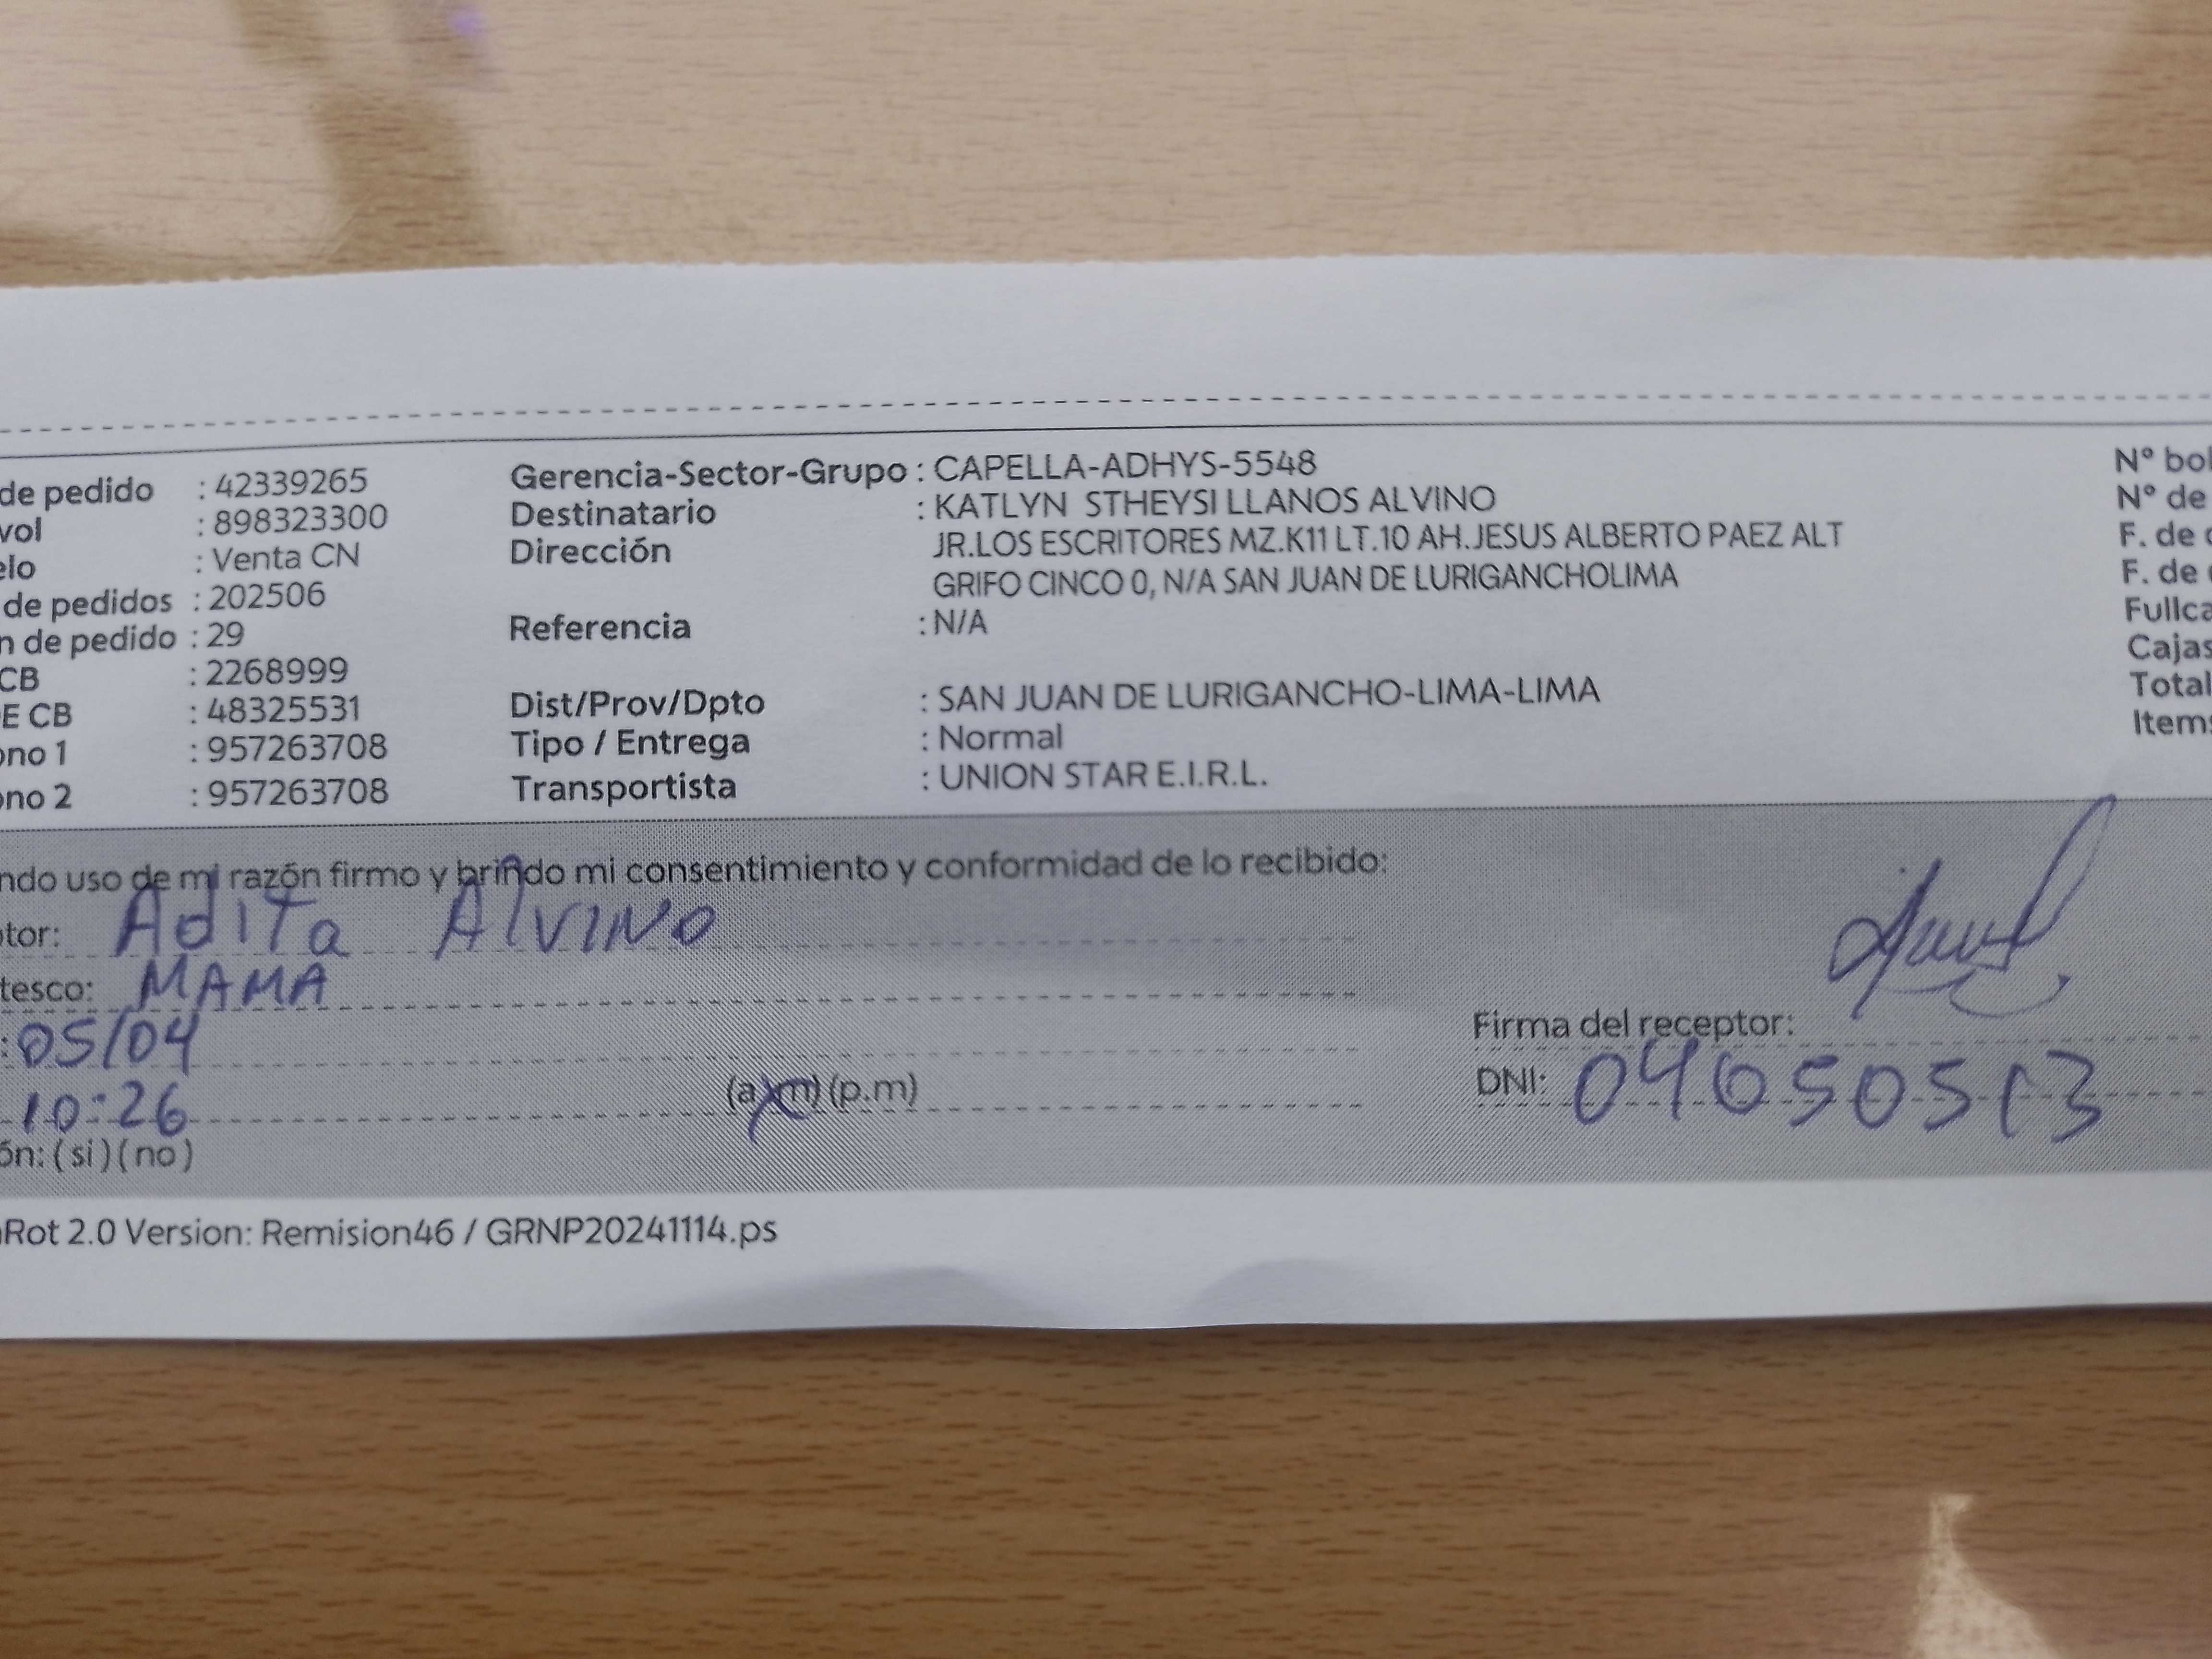 de pedido : 42339265
vol : 898323300
elo : Venta CN
de pedidos : 202506
n de pedido : 29
CB : 2268999
E CB : 48325531
ono 1 : 957263708
ono 2 : 957263708
Gerencia-Sector-Grupo : CAPELLA-ADHYS-5548
Destinatario : KATLYN STHEYSI LLANOS ALVINO
Dirección JR.LOS ESCRITORES MZ.K11 LT.10 AH.JESUS ALBERTO PAEZ ALT
GRIFO CINCO 0, N/A SAN JUAN DE LURIGANCHOLIMA
Referencia : N/A
Dist/Prov/Dpto : SAN JUAN DE LURIGANCHO-LIMA-LIMA
Tipo / Entrega : Normal
Transportista : UNION STAR E.I.R.L.
N° bol
N° de
F. de
F. de
Fullca
Cajas
Total
Items
ndo uso de mi razón firmo y brindo mi consentimiento y conformidad de lo recibido:
otor: Adita Alvino
tesco: MAMA
: 05/04
10:26 (a.m) (p.m)
ón: ( si ) ( no )
Firma del receptor:
DNI: 04050513
Rot 2.0 Version: Remision46 / GRNP20241114.ps